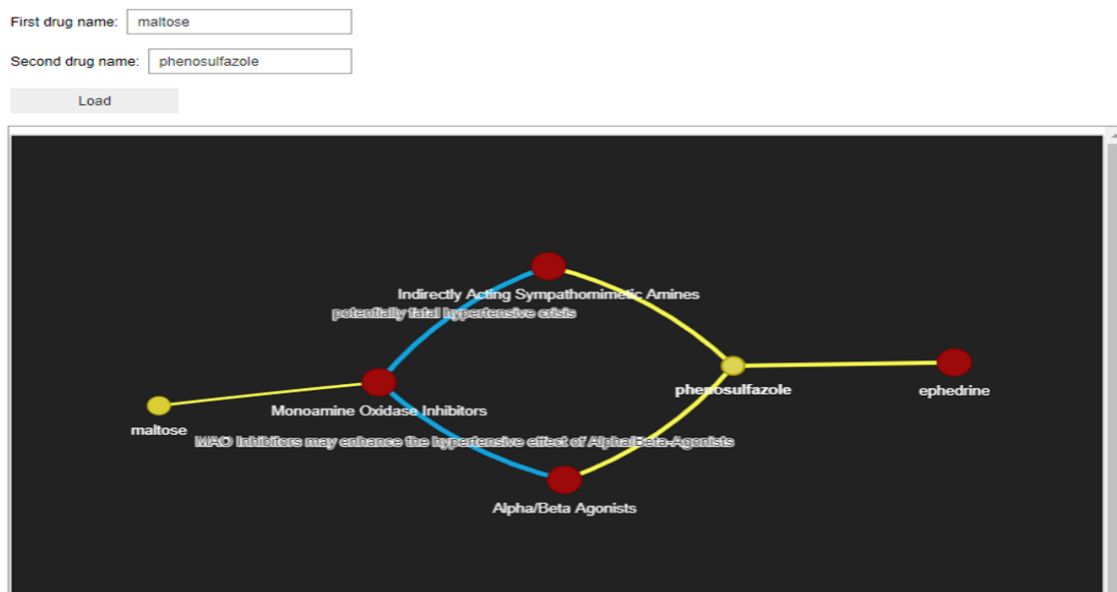 First drug name: maltose
Second drug name: phenosulfazole
Load
Indirectly Acting Sympathomimetic Amines
potentially fatal hypertensive crisis
phenosulfazole
ephedrine
Monoamine Oxidase Inhibitors
maltose
MAO Inhibitors may enhance the hypertensive effect of Alpha/Beta-Agonists
Alpha/Beta Agonists